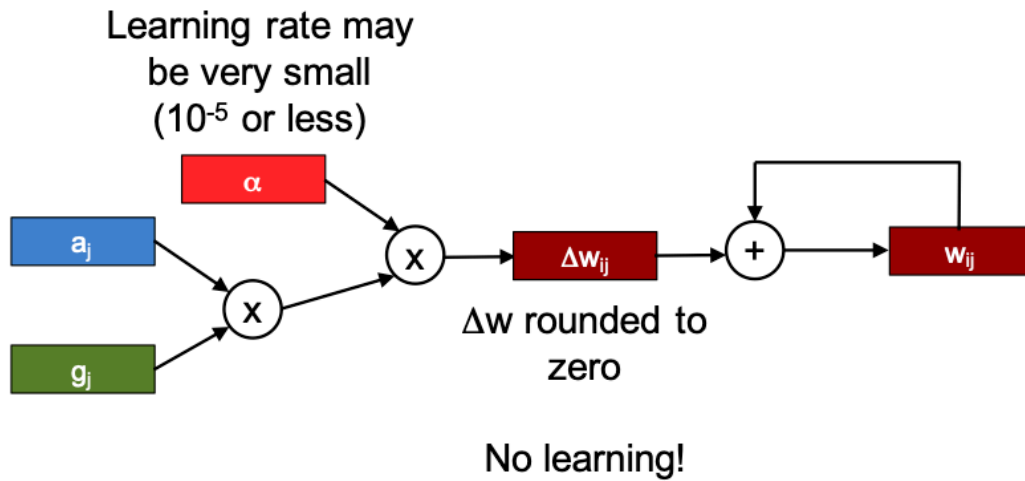 Learning rate may
be very small
(10⁻⁵ or less)
α
aⱼ
x
+
Δwᵢⱼ
wᵢⱼ
x
Δw rounded to
zero
gⱼ
No learning!